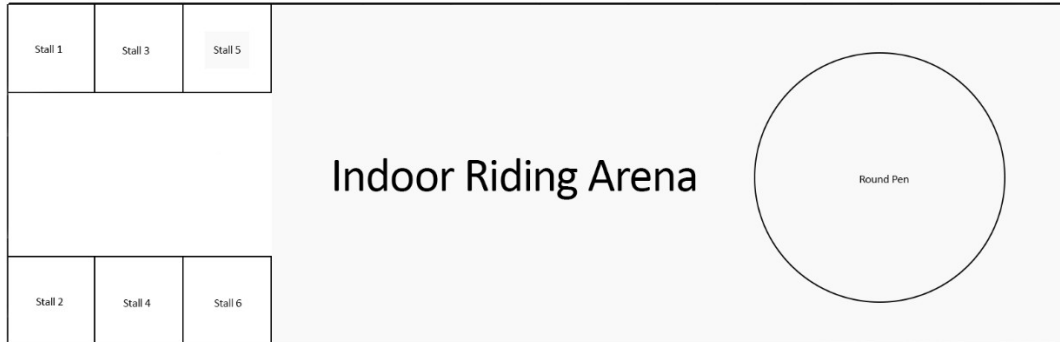 Stall 1
Stall 3
Stall 5
Indoor Riding Arena
Round Pen
Stall 2
Stall 4
Stall 6